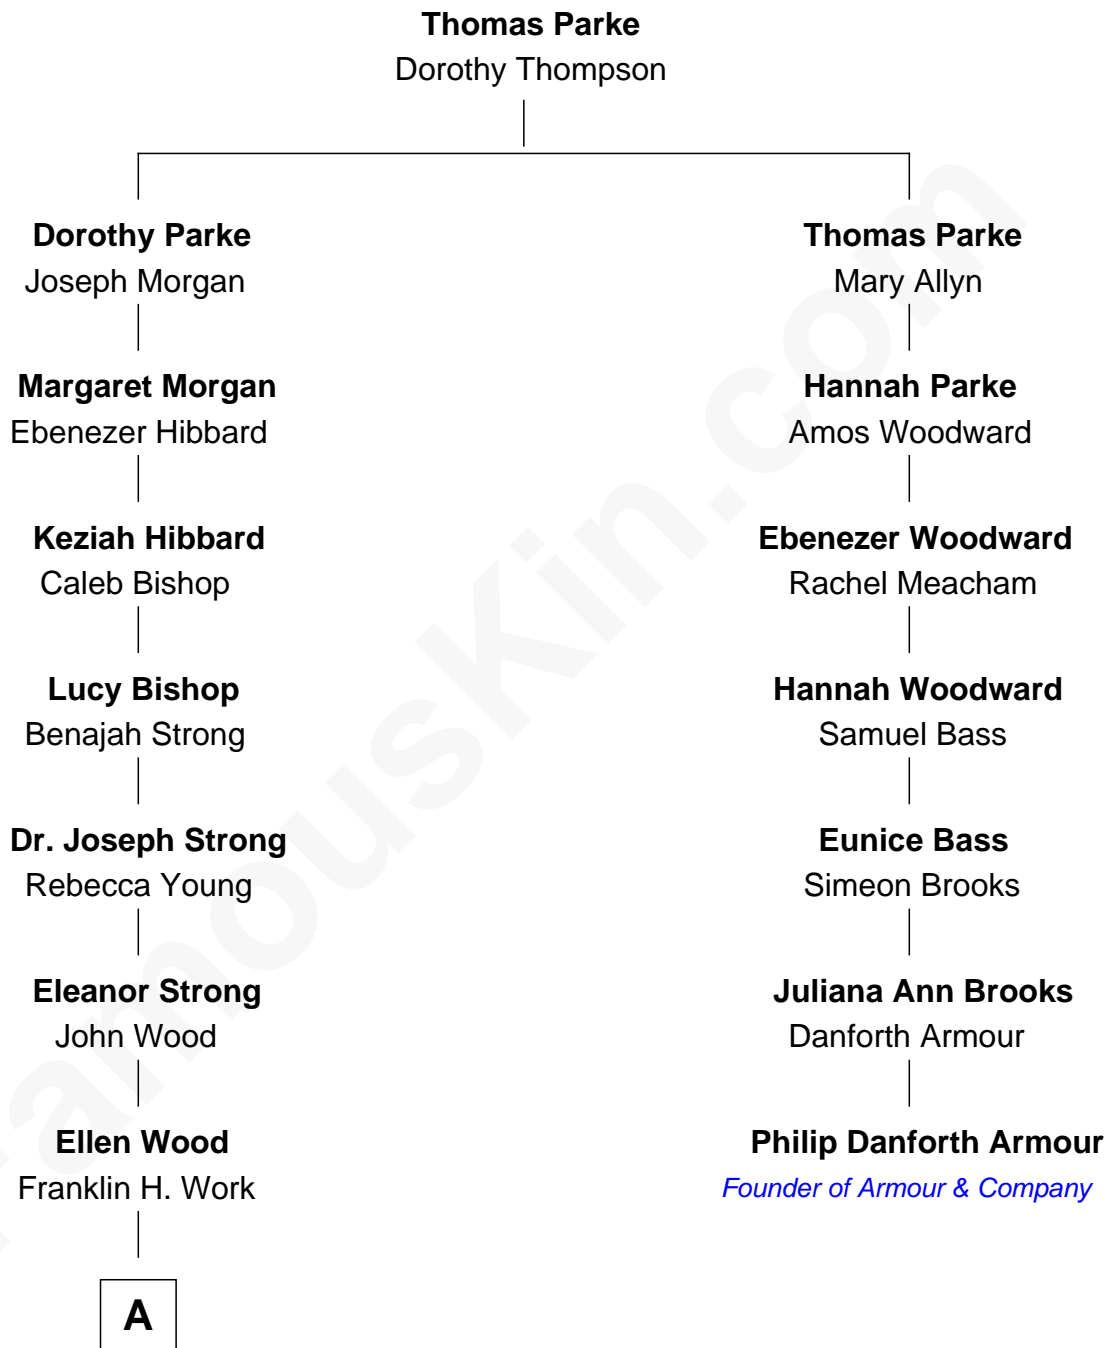 Thomas Parke
Dorothy Thompson
Dorothy Parke
Joseph Morgan
Margaret Morgan
Ebenezer Hibbard
Keziah Hibbard
Caleb Bishop
Lucy Bishop
Benajah Strong
Dr. Joseph Strong
Rebecca Young
Eleanor Strong
John Wood
Ellen Wood
Franklin H. Work
A
Thomas Parke
Mary Allyn
Hannah Parke
Amos Woodward
Ebenezer Woodward
Rachel Meacham
Hannah Woodward
Samuel Bass
Eunice Bass
Simeon Brooks
Juliana Ann Brooks
Danforth Armour
Philip Danforth Armour
Founder of Armour & Company
FamousKin.com